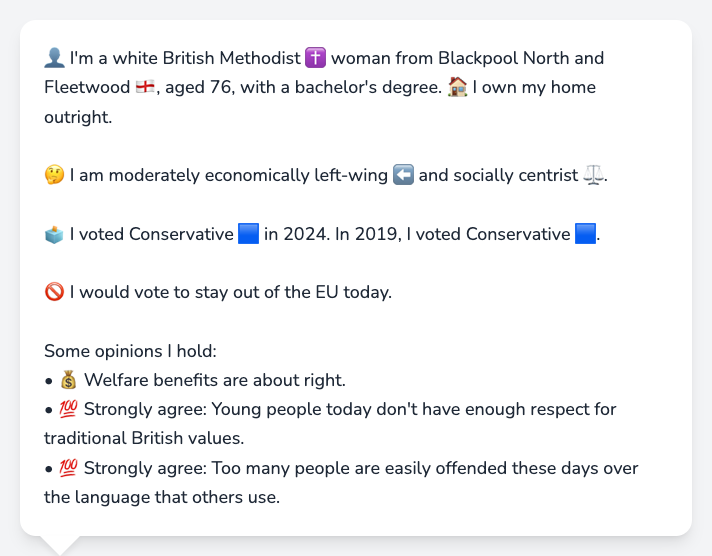 👤 I'm a white British Methodist ✝️ woman from Blackpool North and
Fleetwood 🏴󠁧󠁢󠁥󠁮󠁧󠁿, aged 76, with a bachelor's degree. 🏠 I own my home
outright.
🤔 I am moderately economically left-wing ⬅️ and socially centrist ⚖️.
🗳️ I voted Conservative 🟦 in 2024. In 2019, I voted Conservative 🟦.
🚫 I would vote to stay out of the EU today.
Some opinions I hold:
• 💰 Welfare benefits are about right.
• 💯 Strongly agree: Young people today don't have enough respect for
traditional British values.
• 💯 Strongly agree: Too many people are easily offended these days over
the language that others use.